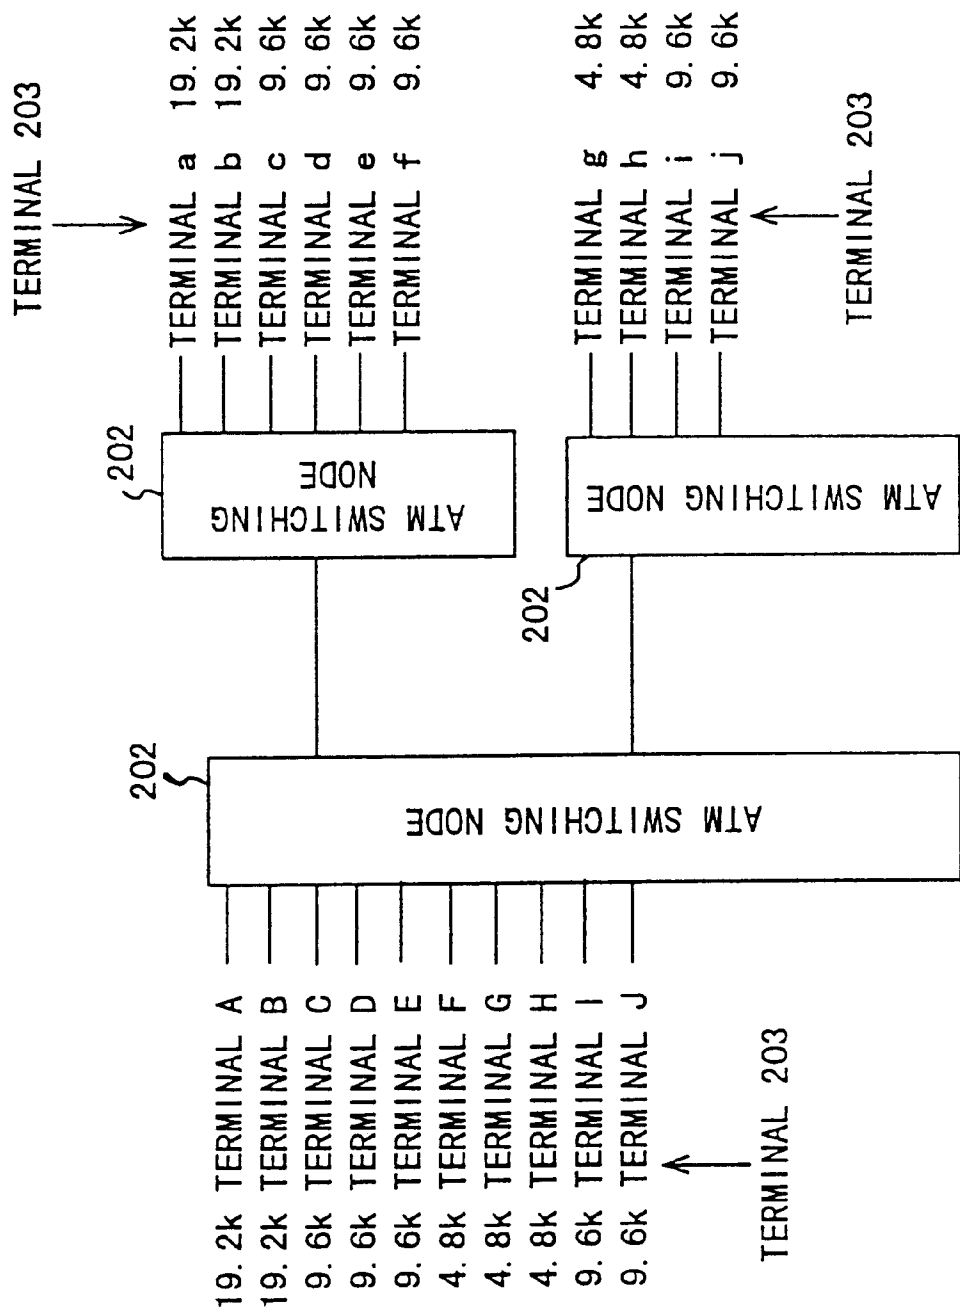 TERMINAL 203
TERMINAL a 19.2k
TERMINAL b 19.2k
TERMINAL c 9.6k
TERMINAL d 9.6k
TERMINAL e 9.6k
TERMINAL f 9.6k
202
ATM SWITCHING
NODE
TERMINAL g 4.8k
TERMINAL h 4.8k
TERMINAL i 9.6k
TERMINAL j 9.6k
TERMINAL 203
202
ATM SWITCHING NODE
202
ATM SWITCHING NODE
19.2k TERMINAL A
19.2k TERMINAL B
9.6k TERMINAL C
9.6k TERMINAL D
9.6k TERMINAL E
4.8k TERMINAL F
4.8k TERMINAL G
4.8k TERMINAL H
9.6k TERMINAL I
9.6k TERMINAL J
TERMINAL 203